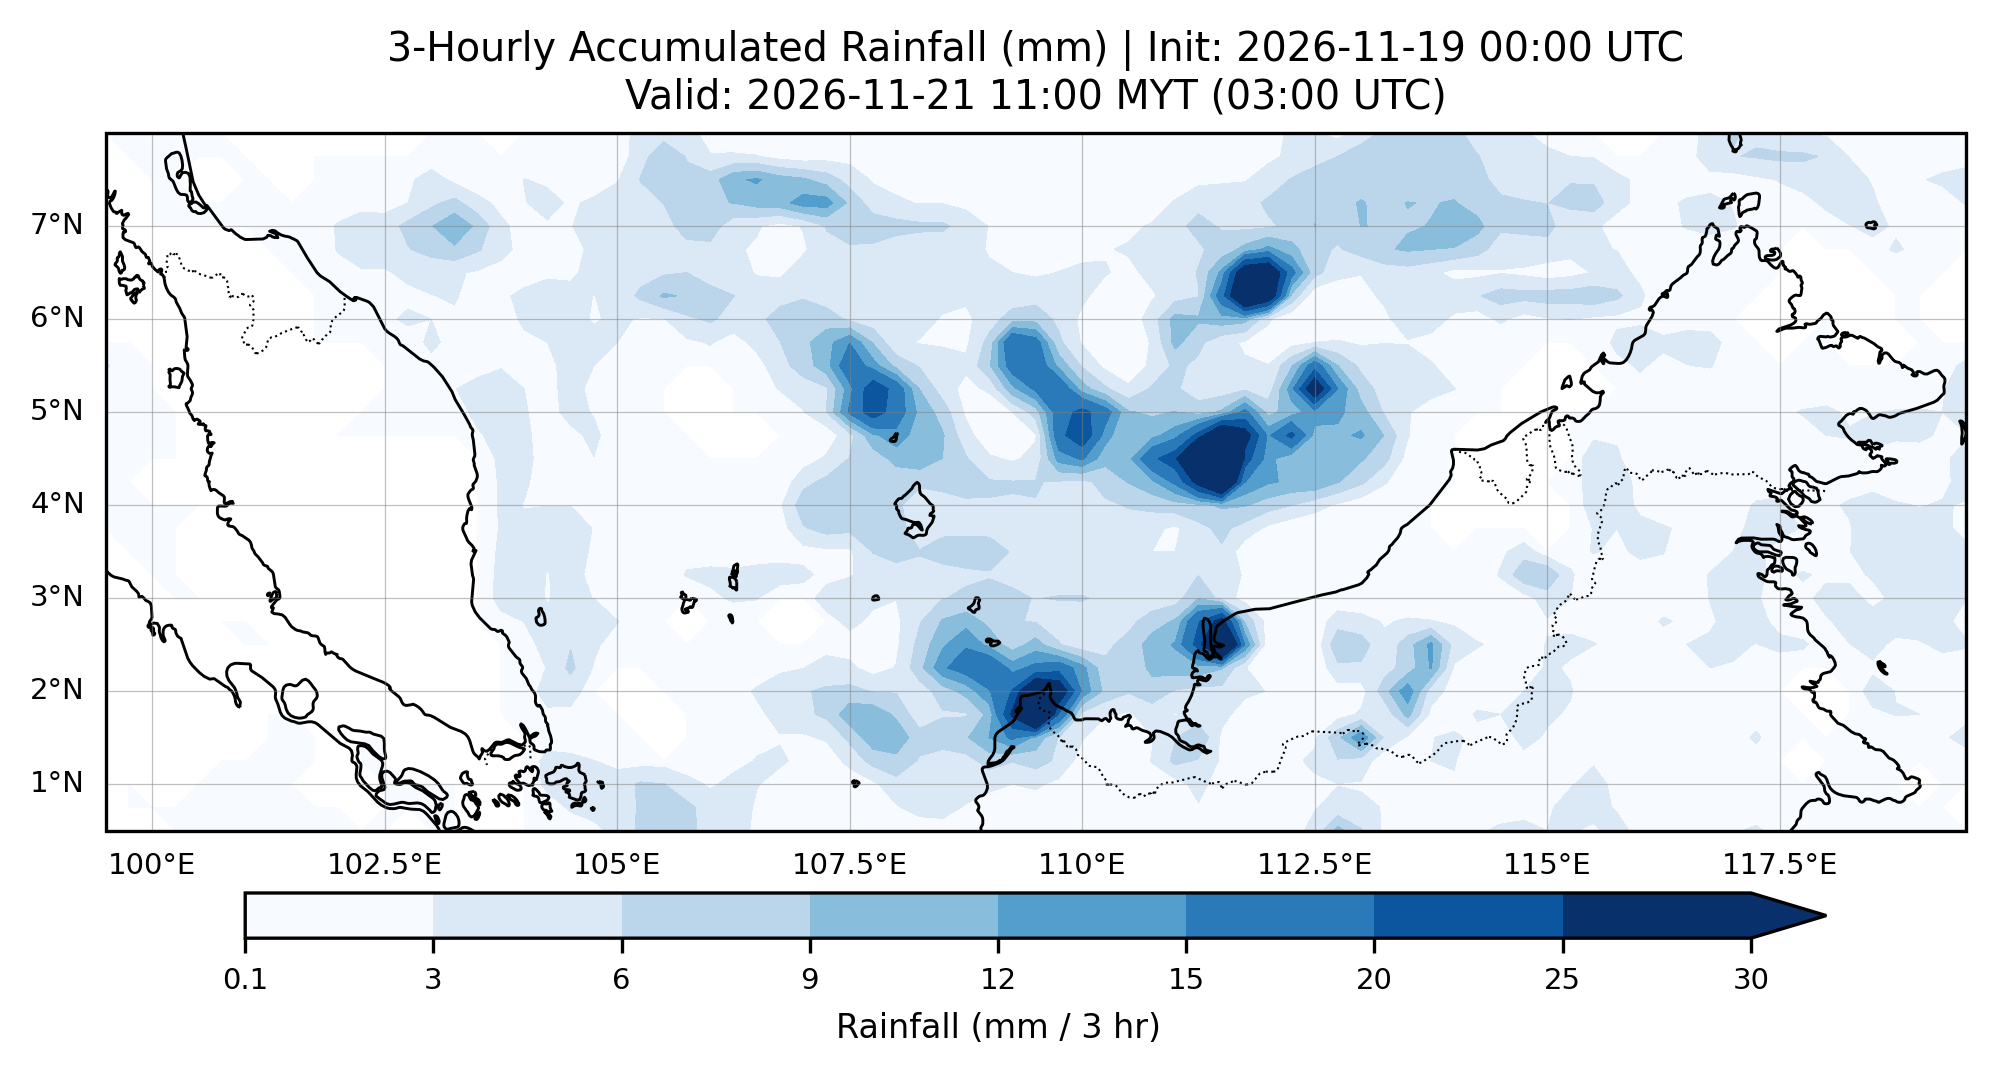 3-Hourly Accumulated Rainfall (mm) | Init: 2026-11-19 00:00 UTC
Valid: 2026-11-21 11:00 MYT (03:00 UTC)
7°N
6°N
5°N
4°N
3°N
2°N
1°N
100°E 102.5°E 105°E 107.5°E 110°E 112.5°E 115°E 117.5°E
0.1 3 6 9 12 15 20 25 30
Rainfall (mm / 3 hr)